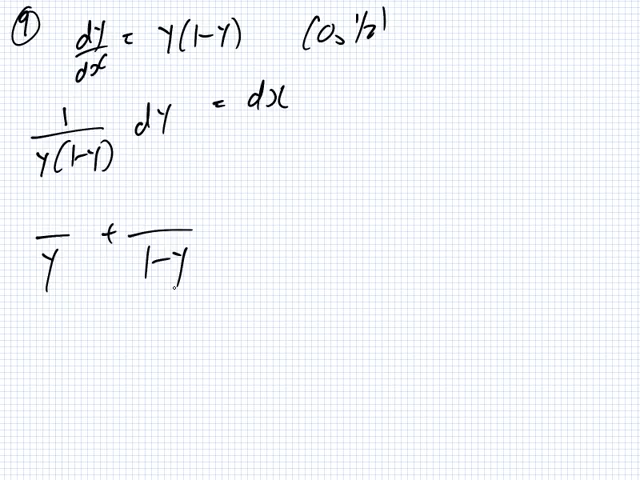 9 dy/dx = y(1-y) (0, 1/2)
1/y(1-y) dy = dx
/y + /1-y